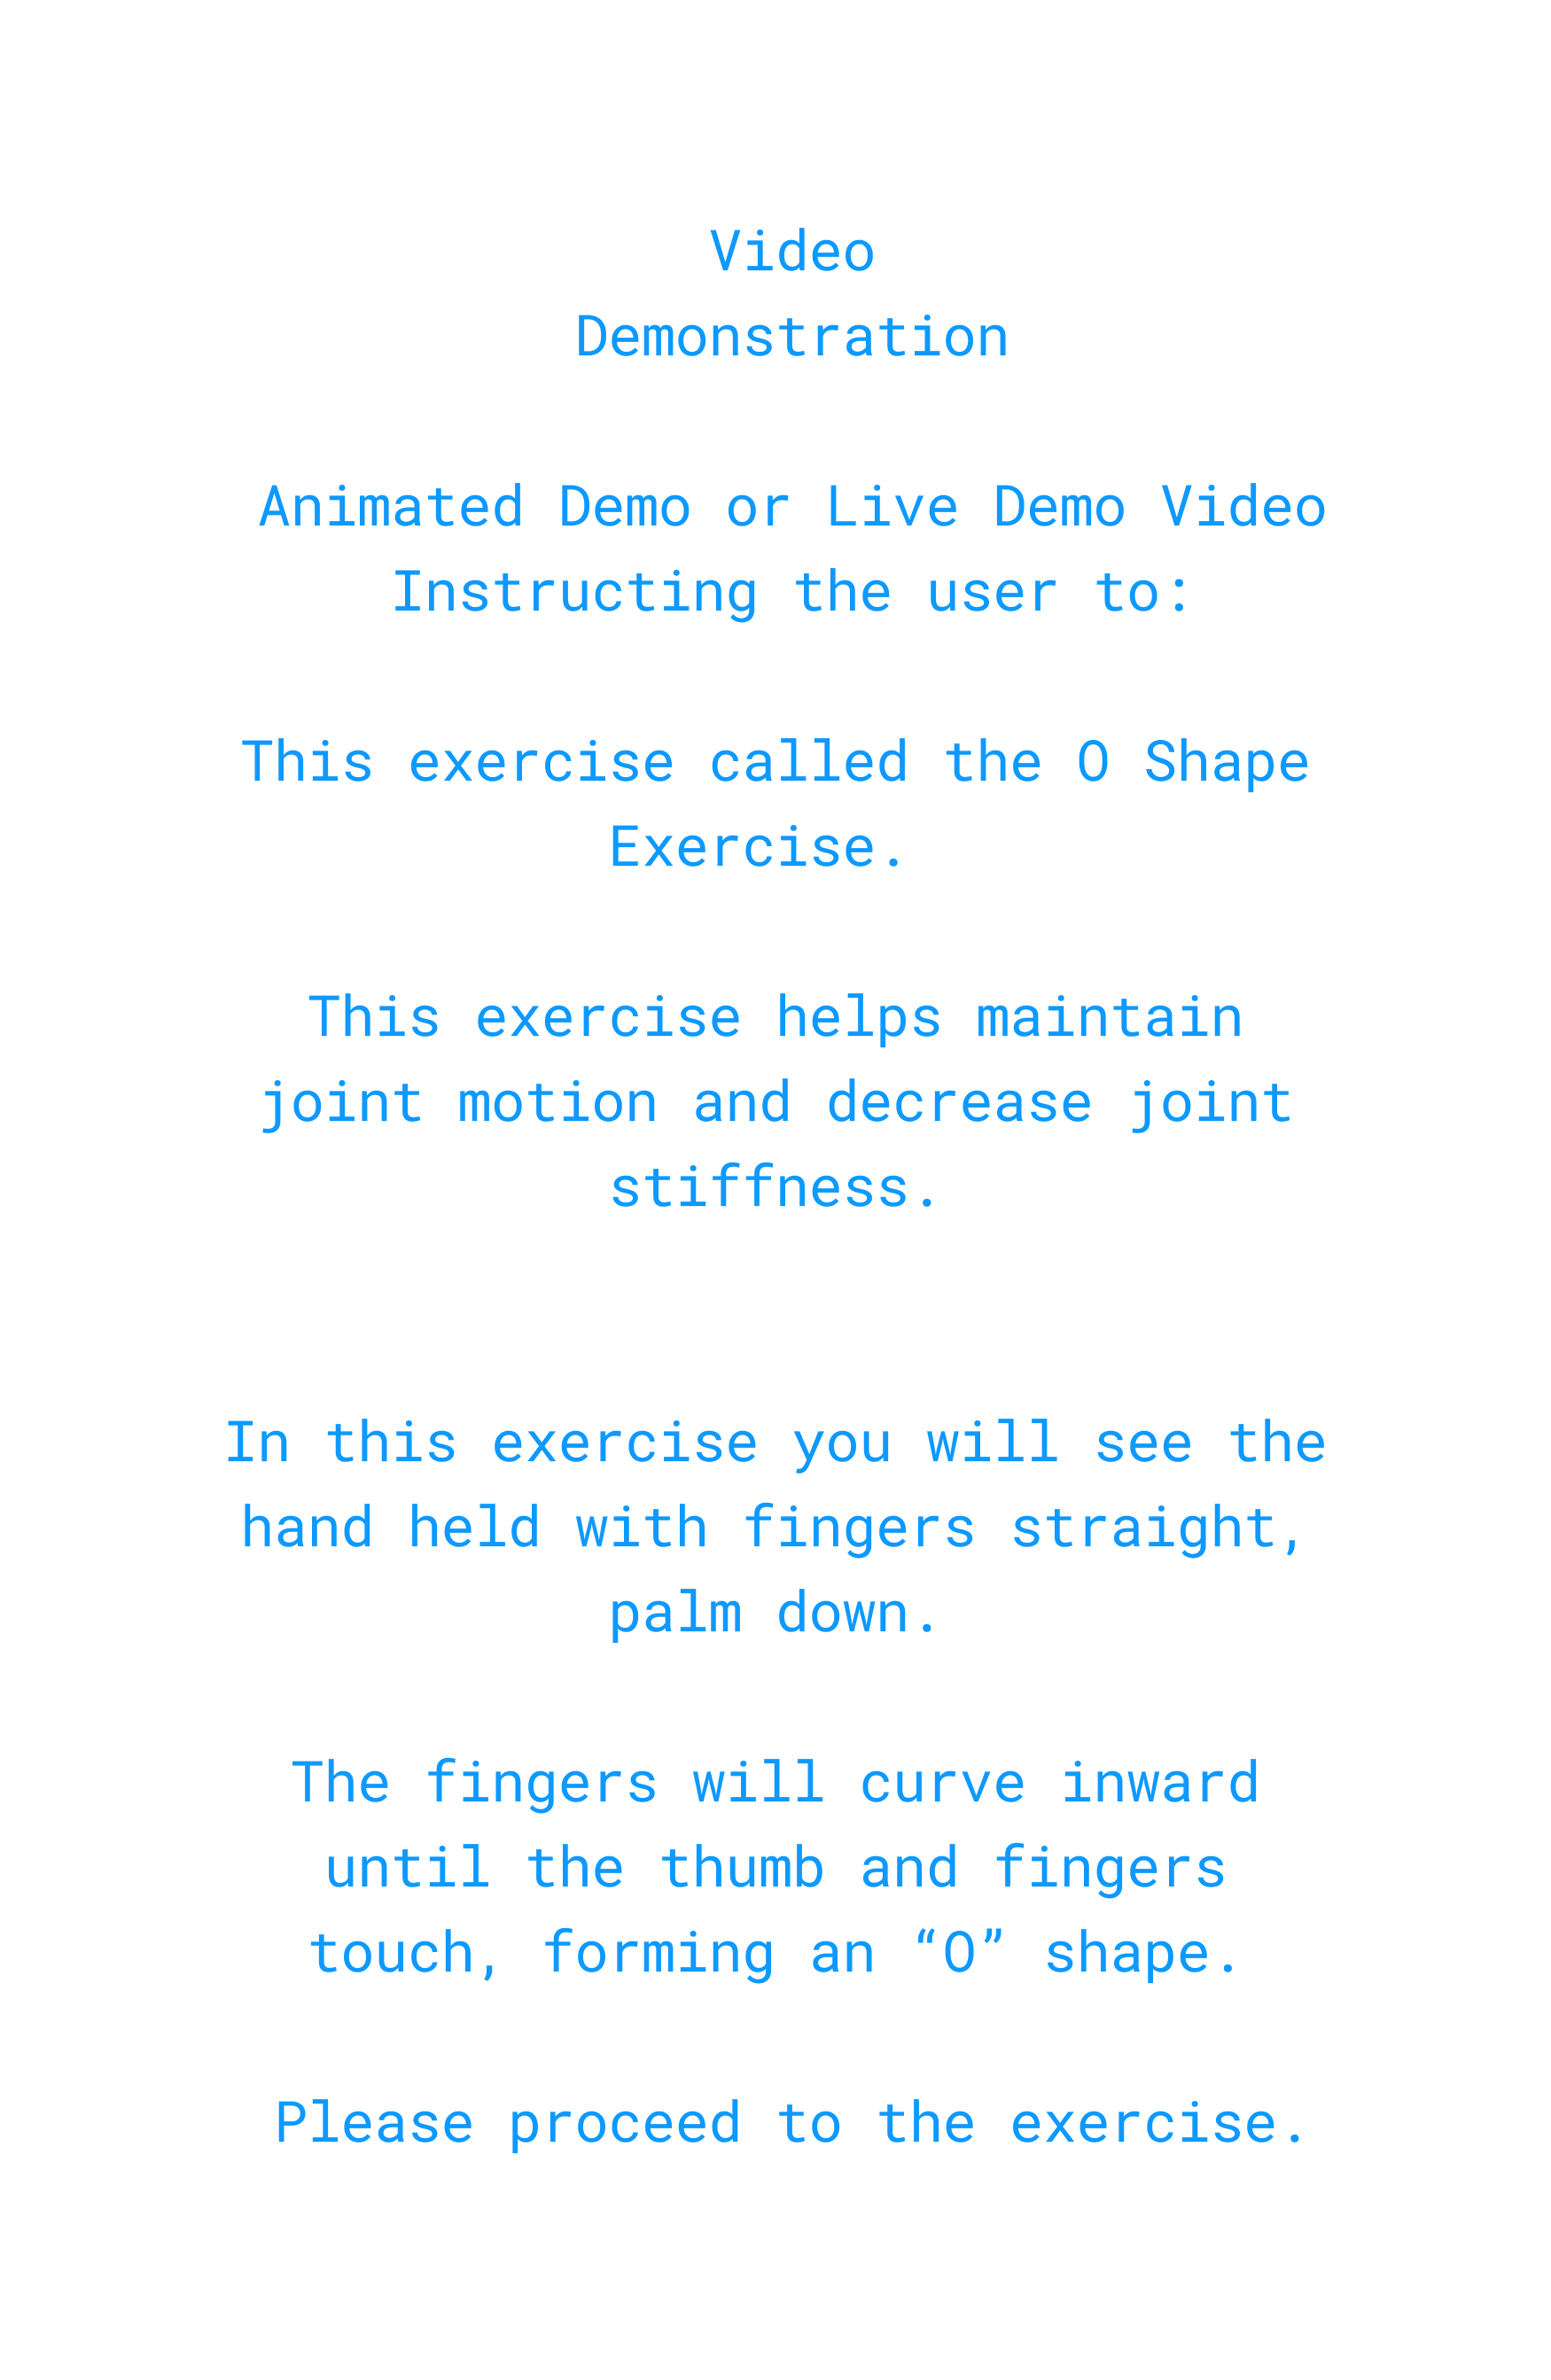 Video
Demonstration
Animated Demo or Live Demo Video
Instructing the user to:
This exercise called the O Shape
Exercise.
This exercise helps maintain
joint motion and decrease joint
stiffness.
In this exercise you will see the
hand held with fingers straight,
palm down.
The fingers will curve inward
until the thumb and fingers
touch, forming an “O” shape.
Please proceed to the exercise.